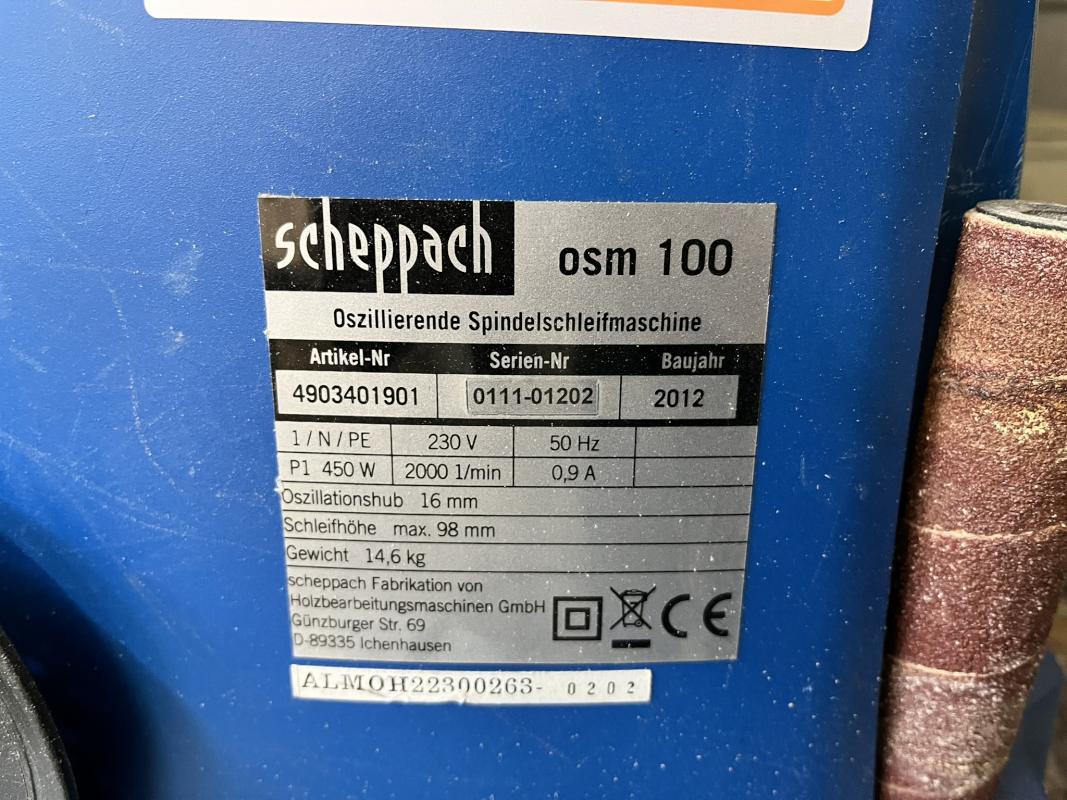 scheppach osm 100
Oszillierende Spindelschleifmaschine
Artikel-Nr Serien-Nr Baujahr
4903401901 0111-01202 2012
1 / N / PE 230 V 50 Hz
P1 450 W 2000 1/min 0,9 A
Oszillationshub 16 mm
Schleifhöhe max. 98 mm
Gewicht 14,6 kg
scheppach Fabrikation von
Holzbearbeitungsmaschinen GmbH
Günzburger Str. 69
D-89335 Ichenhausen
CE
ALMOH22300263- 0202